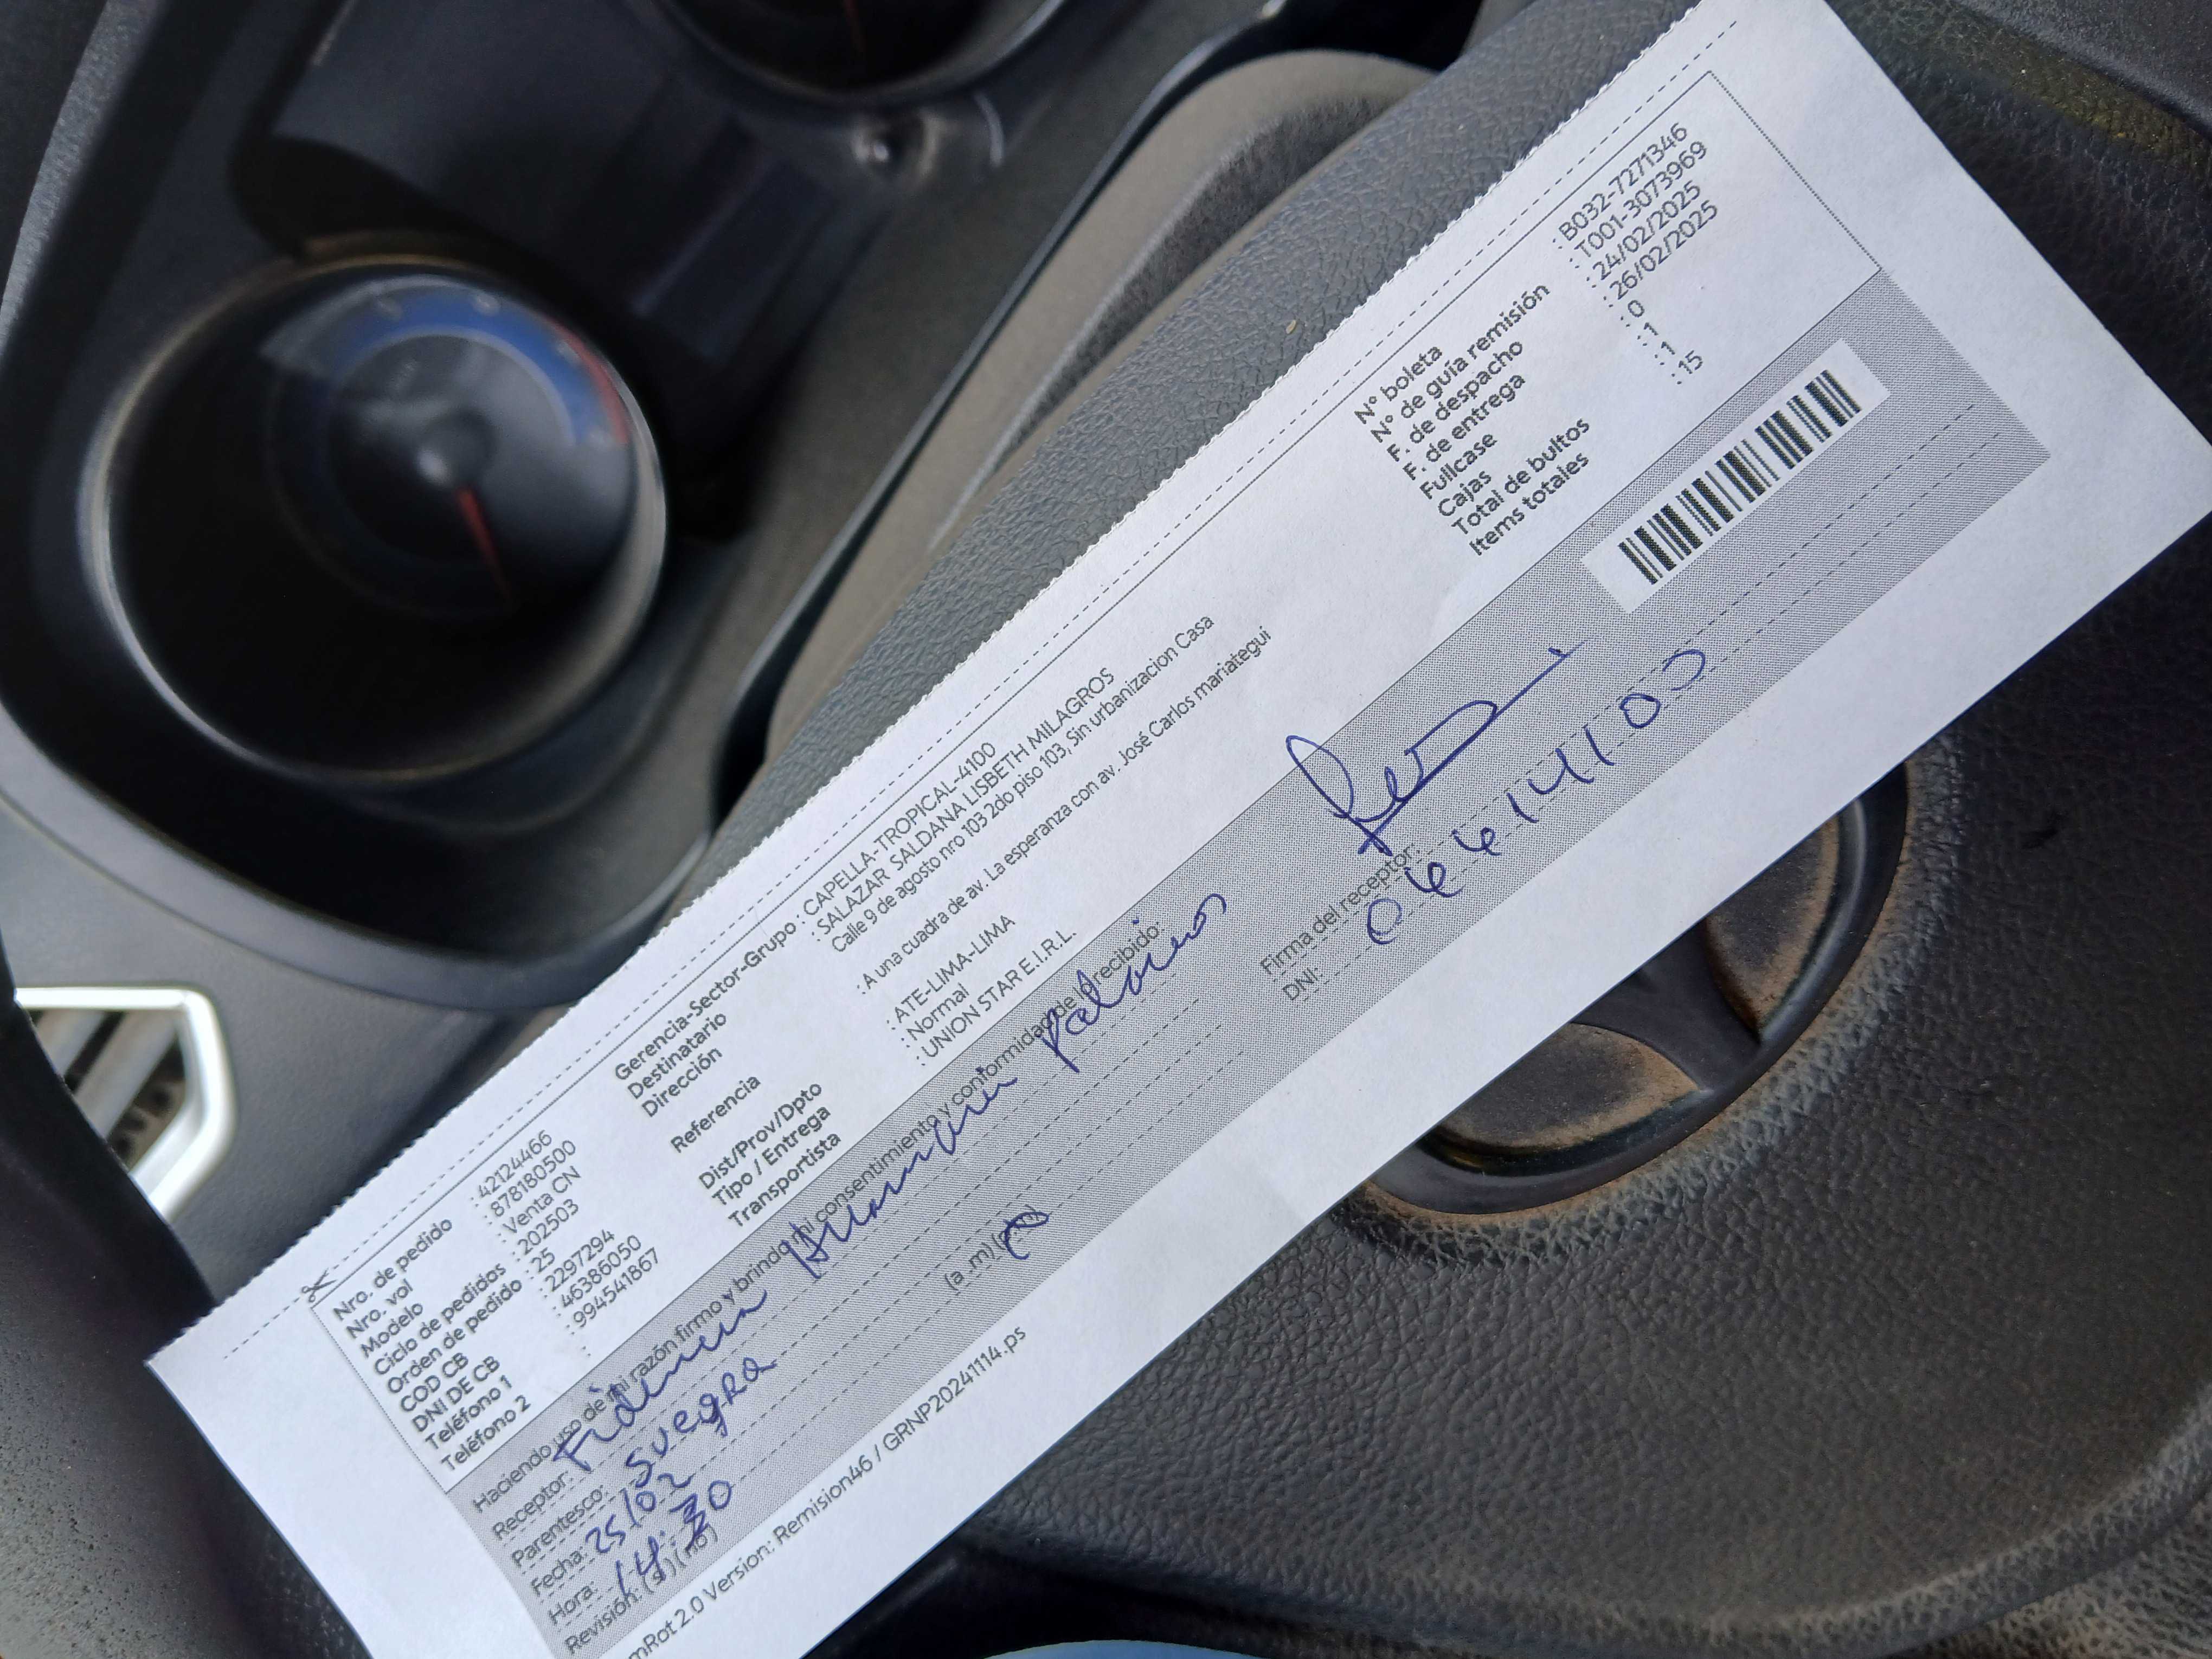 Nro. de pedido : 42124466
Nro. vol : 878180500
Modelo : Venta CN
Ciclo de pedidos : 202503
Orden de pedido : 25
COD CB : 2297294
DNI DE CB : 46386050
Teléfono 1 : 994541867
Teléfono 2
Gerencia-Sector-Grupo : CAPELLA-TROPICAL-4100
Destinatario : SALAZAR SALDANA LISBETH MILAGROS
Dirección Calle 9 de agosto nro 103 2do piso 103, Sin urbanizacion Casa
Referencia : A una cuadra de av. La esperanza con av. José Carlos mariategui
Dist/Prov/Dpto : ATE-LIMA-LIMA
Tipo / Entrega : Normal
Transportista : UNION STAR E.I.R.L.
N° boleta : B032-7271346
N° de guía remisión : T001-3073969
F. de despacho : 24/02/2025
F. de entrega : 26/02/2025
Fullcase : 0
Cajas : 1
Total de bultos : 1
Items totales : 15
Haciendo uso de mi razón firmo y brindo mi consentimiento y conformidad de lo recibido:
Receptor: Huamani
Parentesco: Suegra
Fecha: 25/02
Hora: 14: 30 (a m)
Revisión: (si)(no)
Firma del receptor:
DNI:
mRot 2.0 Version: Remision46 / GRNP20241114.ps